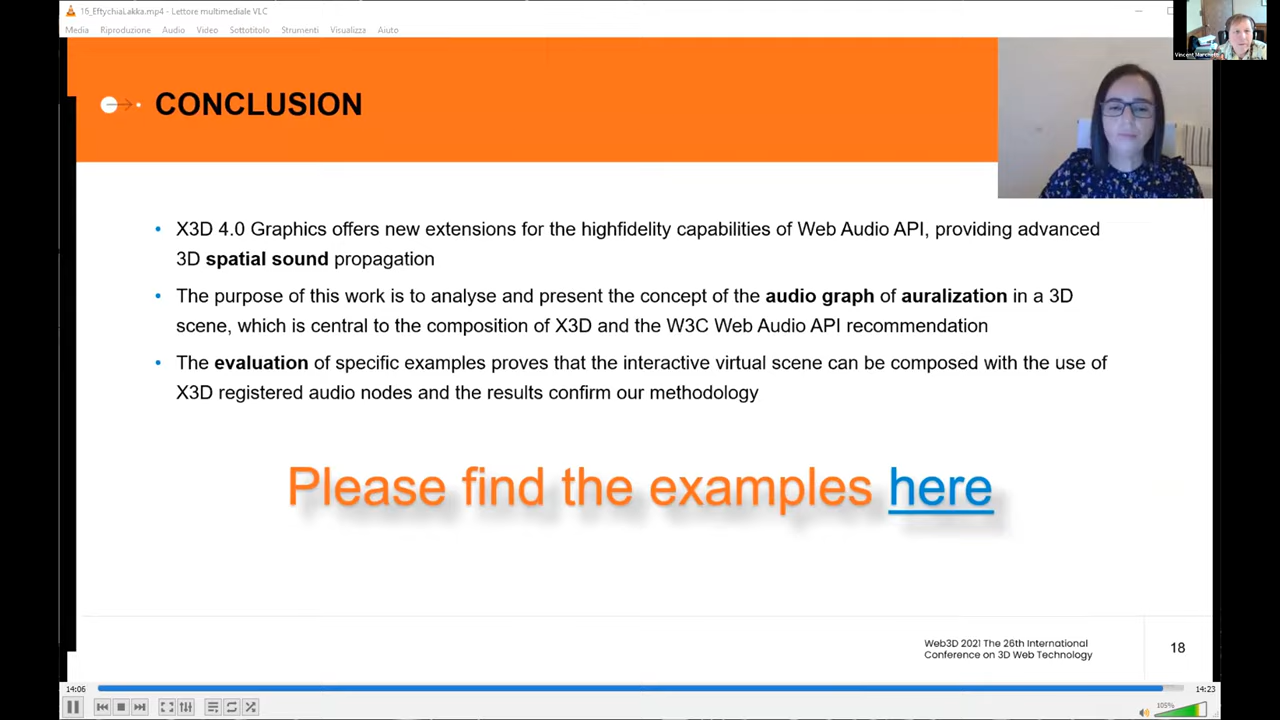 16_EftychiaLakka.mp4 - Lettore multimediale VLC
Media Riproduzione Audio Video Sottotitolo Strumenti Visualizza Aiuto
CONCLUSION
• X3D 4.0 Graphics offers new extensions for the highfidelity capabilities of Web Audio API, providing advanced
3D spatial sound propagation
• The purpose of this work is to analyse and present the concept of the audio graph of auralization in a 3D
scene, which is central to the composition of X3D and the W3C Web Audio API recommendation
• The evaluation of specific examples proves that the interactive virtual scene can be composed with the use of
X3D registered audio nodes and the results confirm our methodology
Please find the examples here
Web3D 2021 The 26th International
Conference on 3D Web Technology
18
14:06
14:23
105%